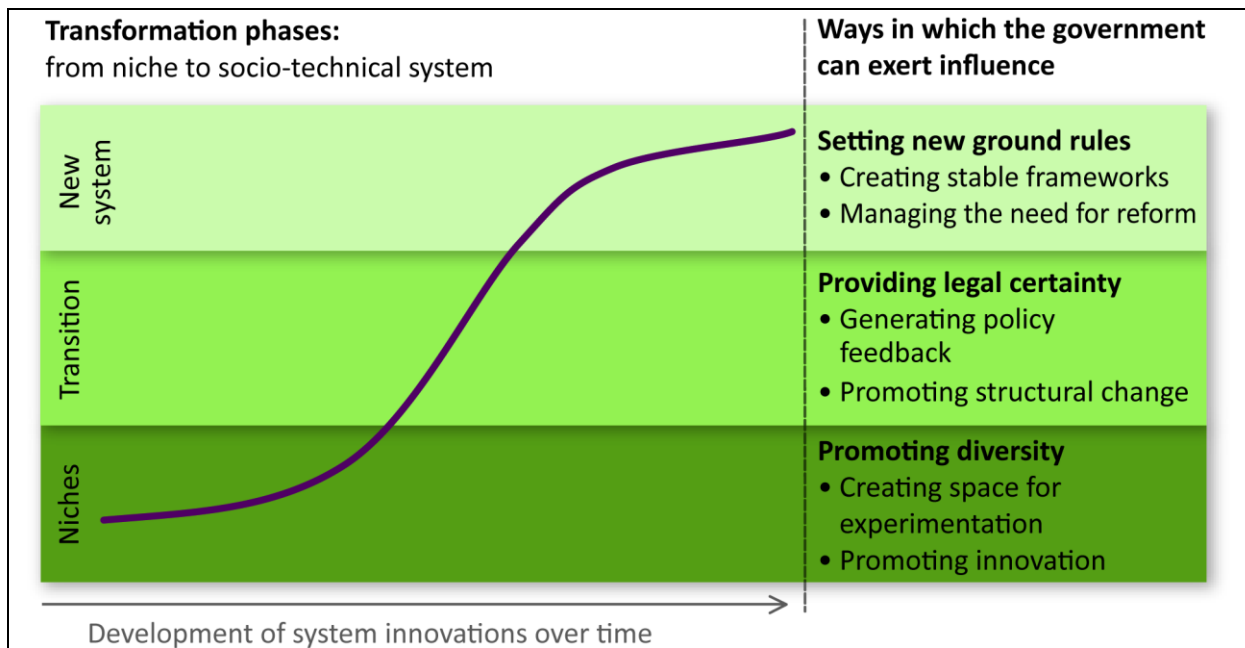 Transformation phases:
from niche to socio-technical system
Ways in which the government
can exert influence
New
system
Setting new ground rules
• Creating stable frameworks
• Managing the need for reform
Transition
Providing legal certainty
• Generating policy
feedback
• Promoting structural change
Niches
Promoting diversity
• Creating space for
experimentation
• Promoting innovation
Development of system innovations over time